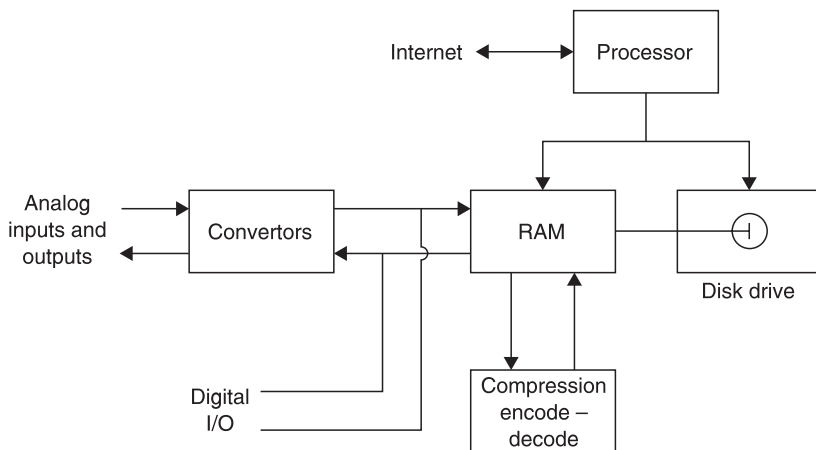 Internet
Processor
Analog
inputs and
outputs
Convertors
RAM
Disk drive
Digital
I/O
Compression
encode –
decode